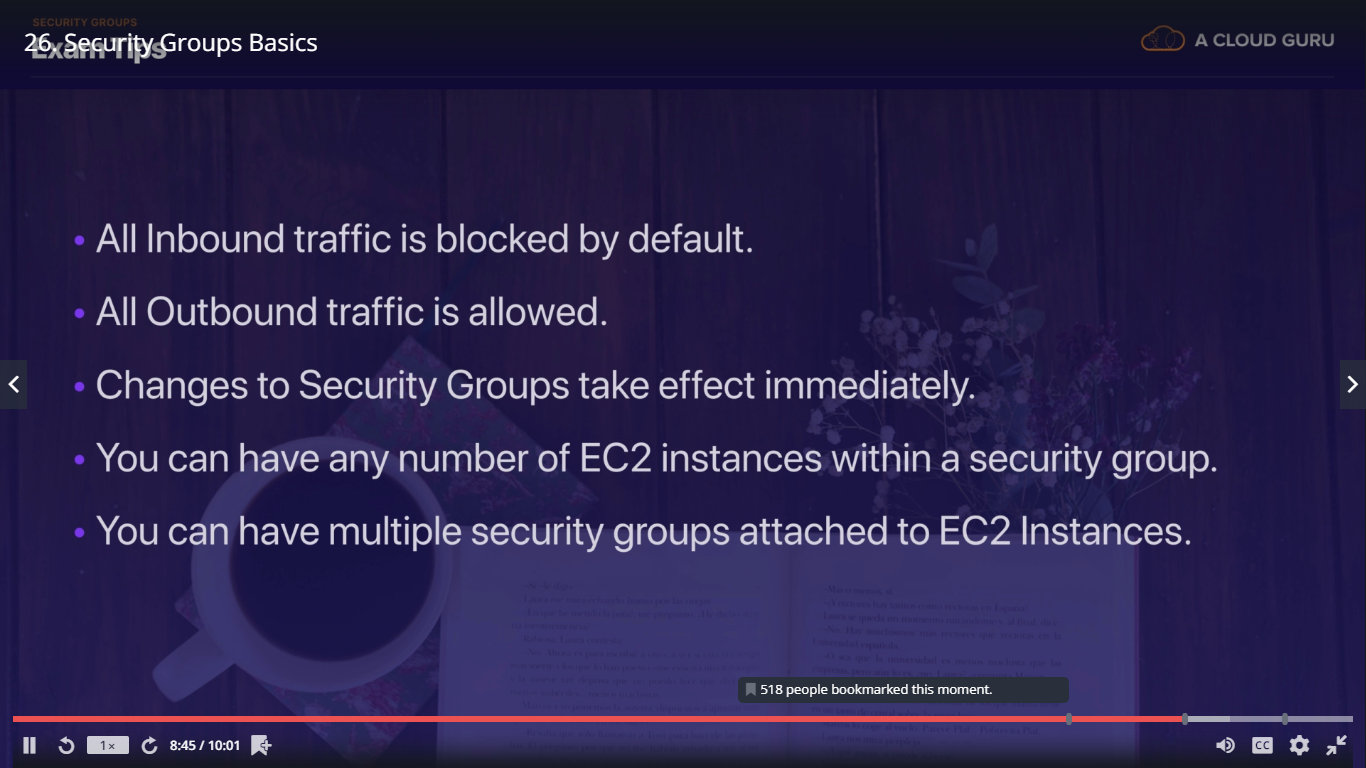 SECURITY GROUPS
26. Security Groups Basics
Exam Tips
A CLOUD GURU
• All Inbound traffic is blocked by default.
• All Outbound traffic is allowed.
• Changes to Security Groups take effect immediately.
• You can have any number of EC2 instances within a security group.
• You can have multiple security groups attached to EC2 Instances.
518 people bookmarked this moment.
1×
8:45 / 10:01
CC